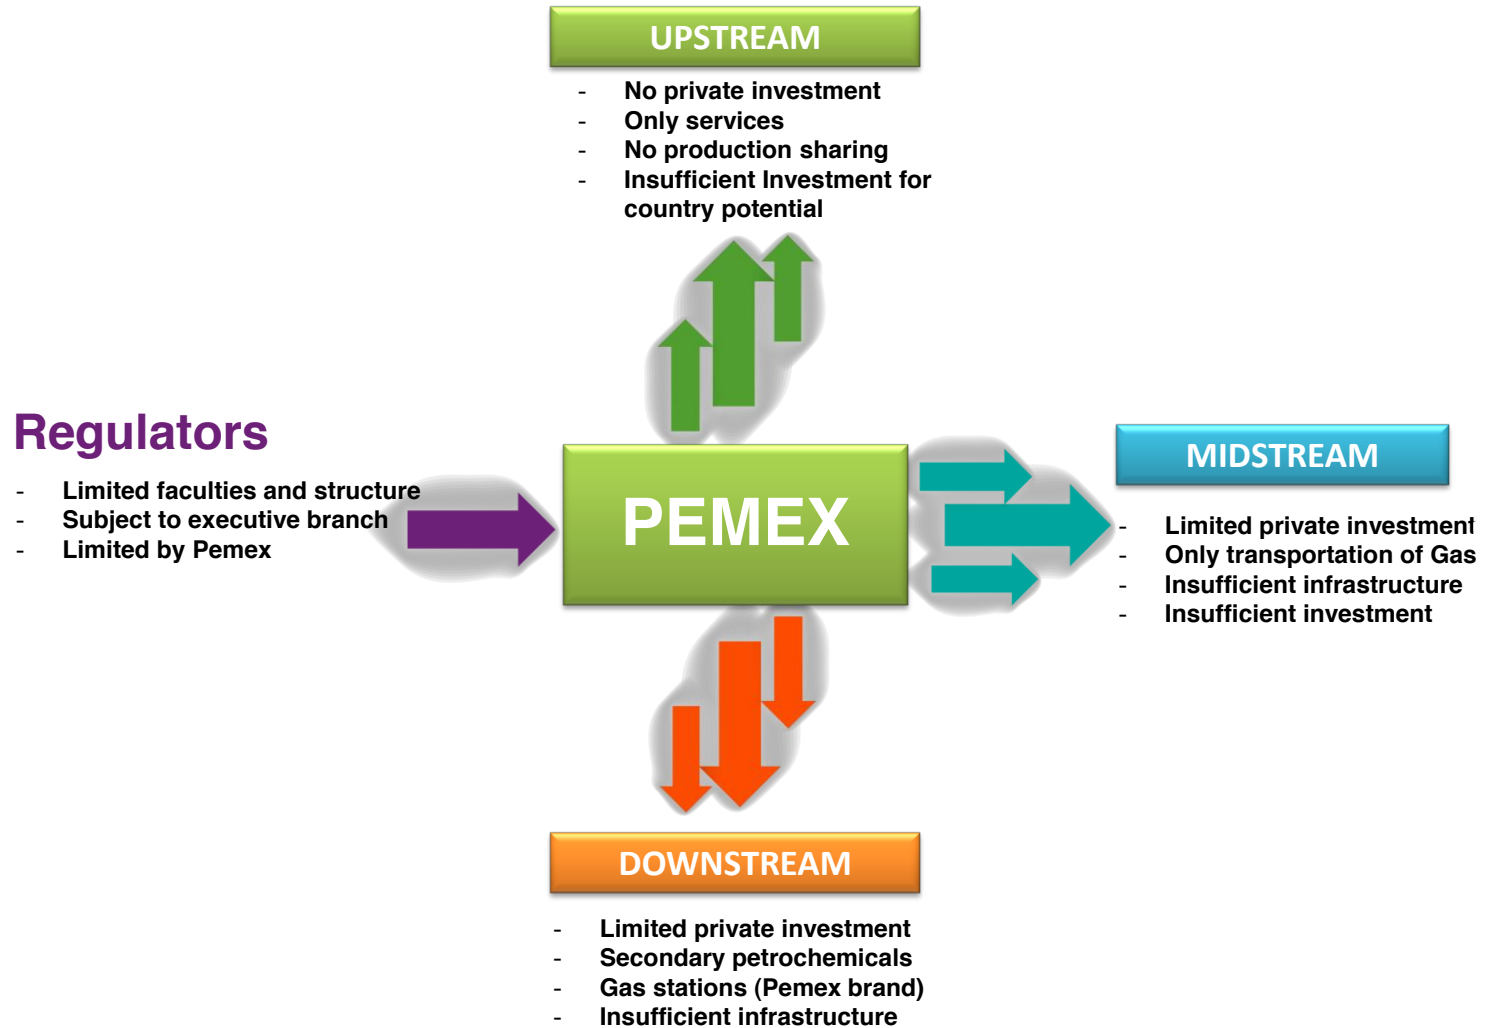 UPSTREAM
- No private investment
- Only services
- No production sharing
- Insufficient Investment for
country potential
Regulators
- Limited faculties and structure
- Subject to executive branch
- Limited by Pemex
PEMEX
MIDSTREAM
- Limited private investment
- Only transportation of Gas
- Insufficient infrastructure
- Insufficient investment
DOWNSTREAM
- Limited private investment
- Secondary petrochemicals
- Gas stations (Pemex brand)
- Insufficient infrastructure